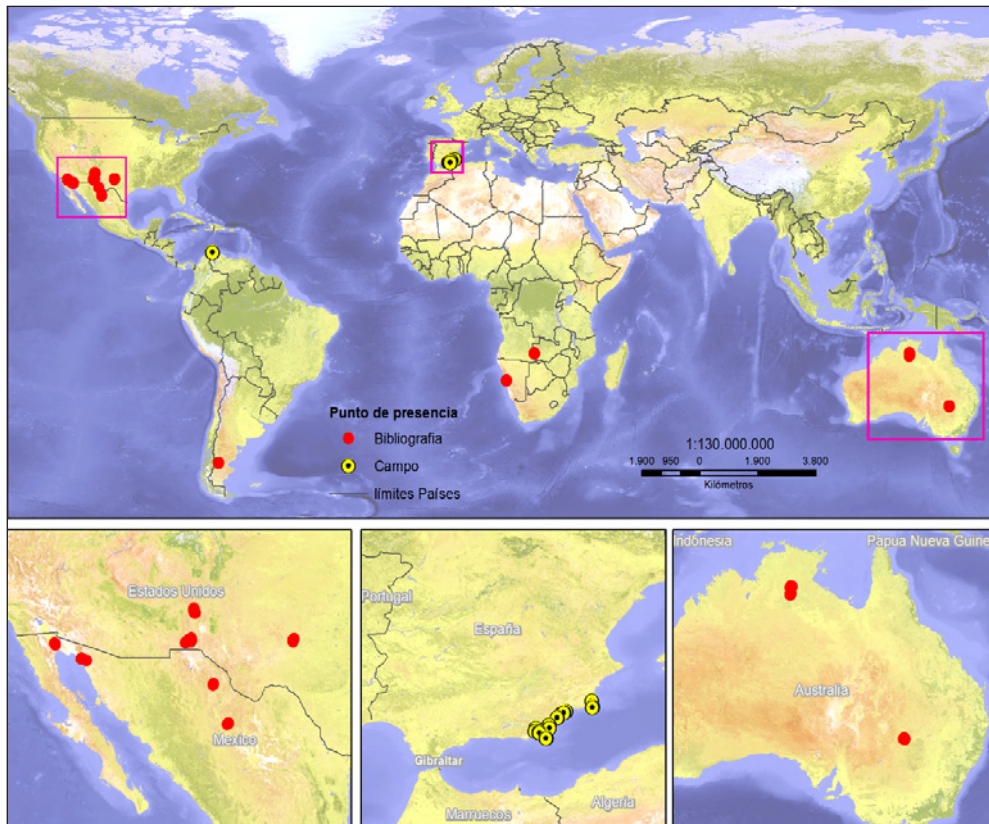 Punto de presencia
Bibliografia
Campo
límites Países
1:130.000.000
1.900 950 0 1.900 3.800
Kilómetros
Estados Unidos
Mexico
Portugal
España
Gibraltar
Marruecos
Algeria
Indonesia
Papua Nueva Guine
Australia